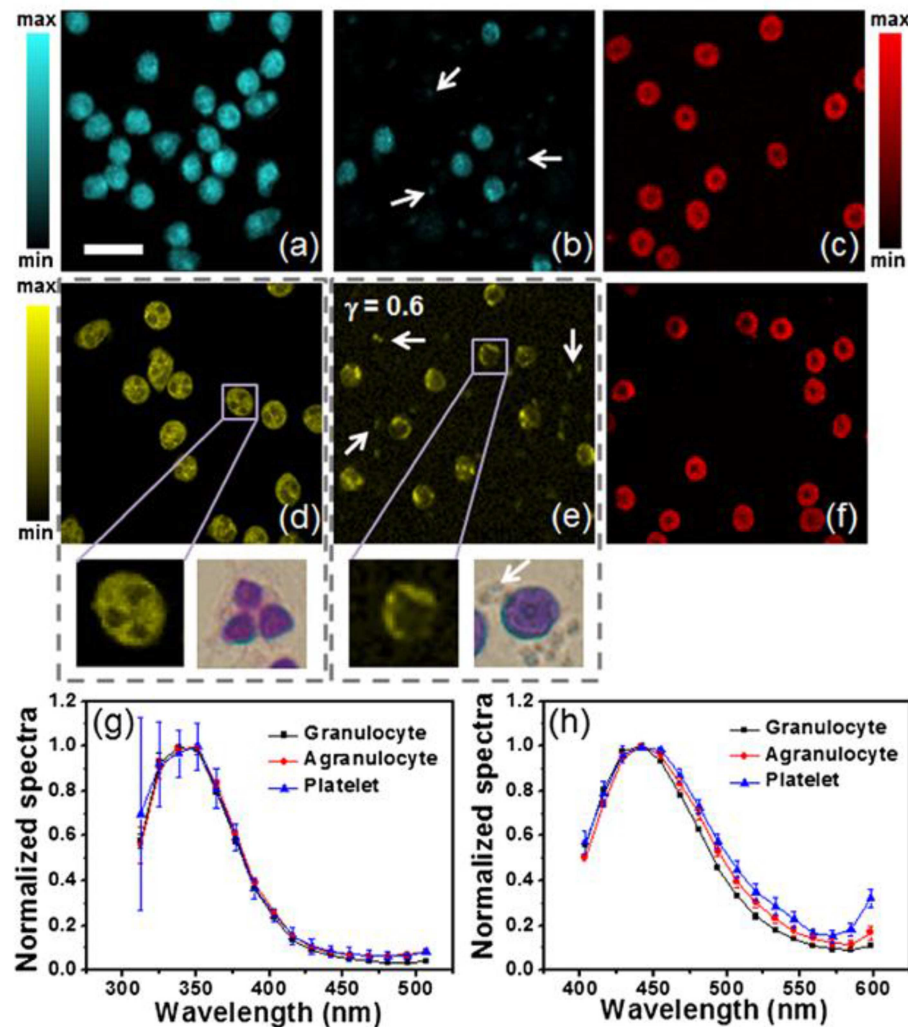 max
max
(a)
(b)
(c)
min
min
max
γ = 0.6
(d)
(e)
(f)
min
(g)
Normalized spectra
1.2
1.0
0.8
0.6
0.4
0.2
0.0
Granulocyte
Agranulocyte
Platelet
300
350
400
450
500
Wavelength (nm)
(h)
Normalized spectra
1.2
1.0
0.8
0.6
0.4
0.2
0.0
Granulocyte
Agranulocyte
Platelet
400
450
500
550
600
Wavelength (nm)